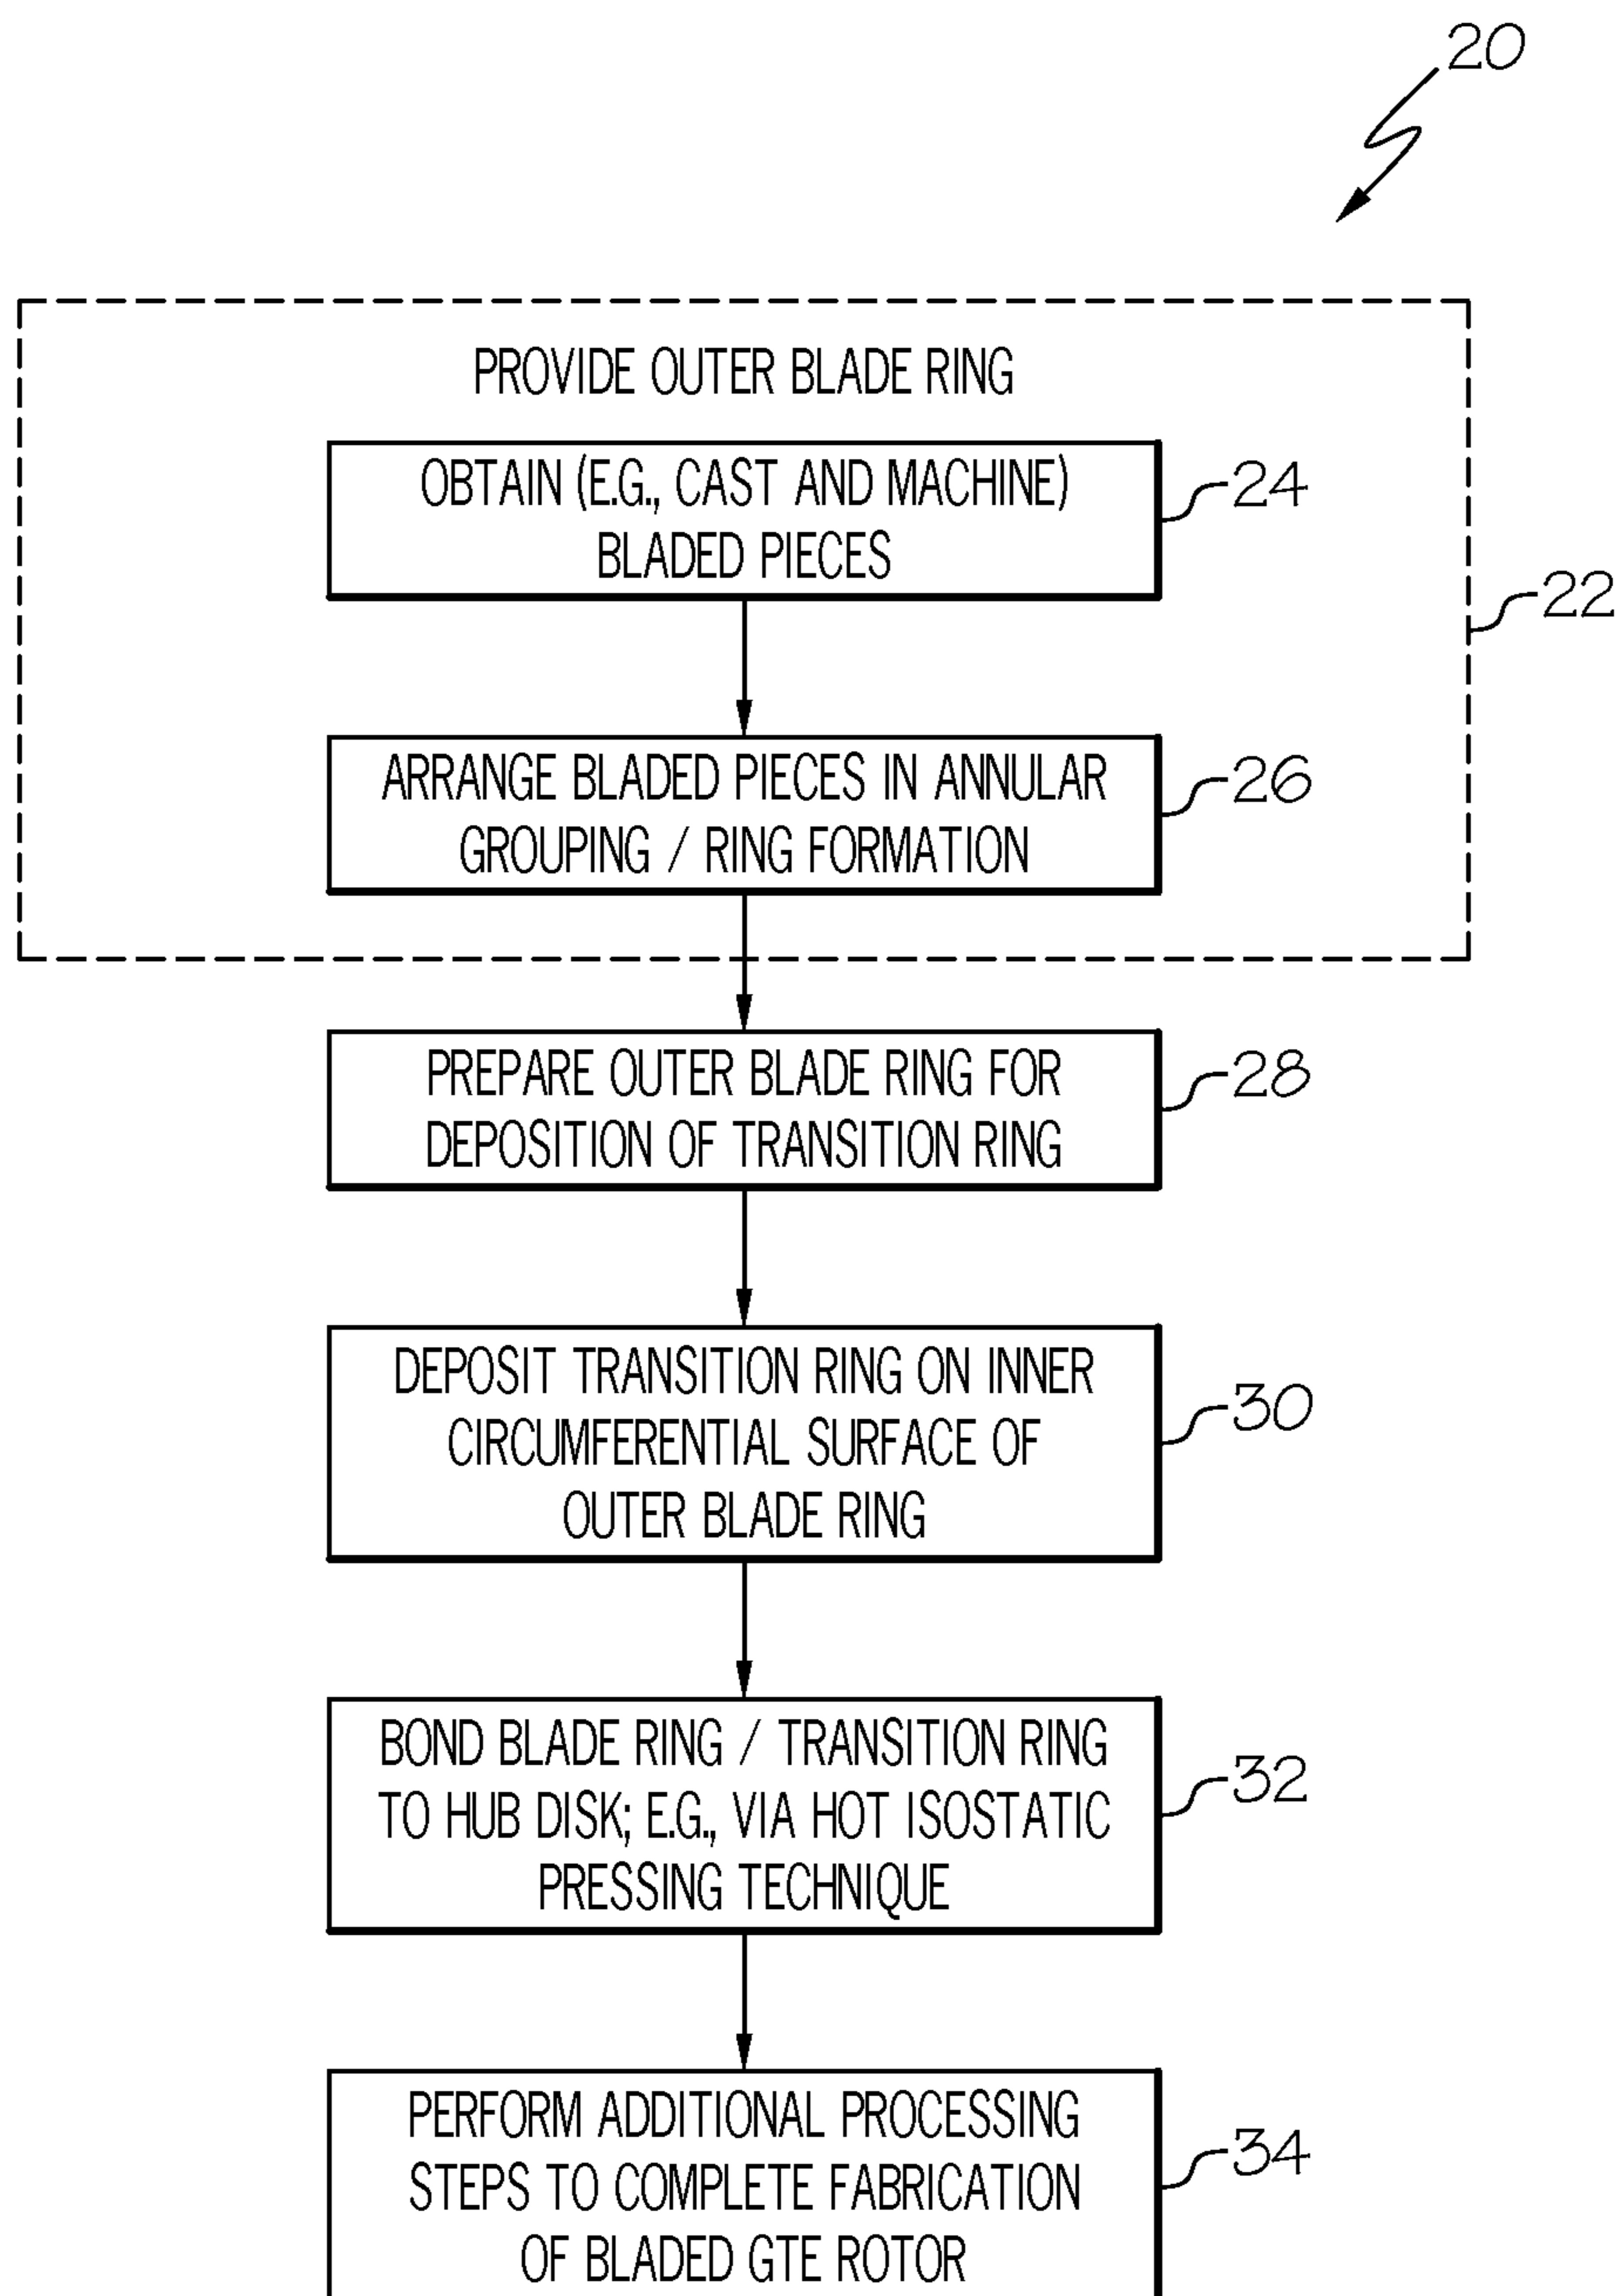 20
PROVIDE OUTER BLADE RING
OBTAIN (E.G., CAST AND MACHINE)
BLADED PIECES
24
22
ARRANGE BLADED PIECES IN ANNULAR
GROUPING / RING FORMATION
26
PREPARE OUTER BLADE RING FOR
DEPOSITION OF TRANSITION RING
28
DEPOSIT TRANSITION RING ON INNER
CIRCUMFERENTIAL SURFACE OF
OUTER BLADE RING
30
BOND BLADE RING / TRANSITION RING
TO HUB DISK; E.G., VIA HOT ISOSTATIC
PRESSING TECHNIQUE
32
PERFORM ADDITIONAL PROCESSING
STEPS TO COMPLETE FABRICATION
OF BLADED GTE ROTOR
34